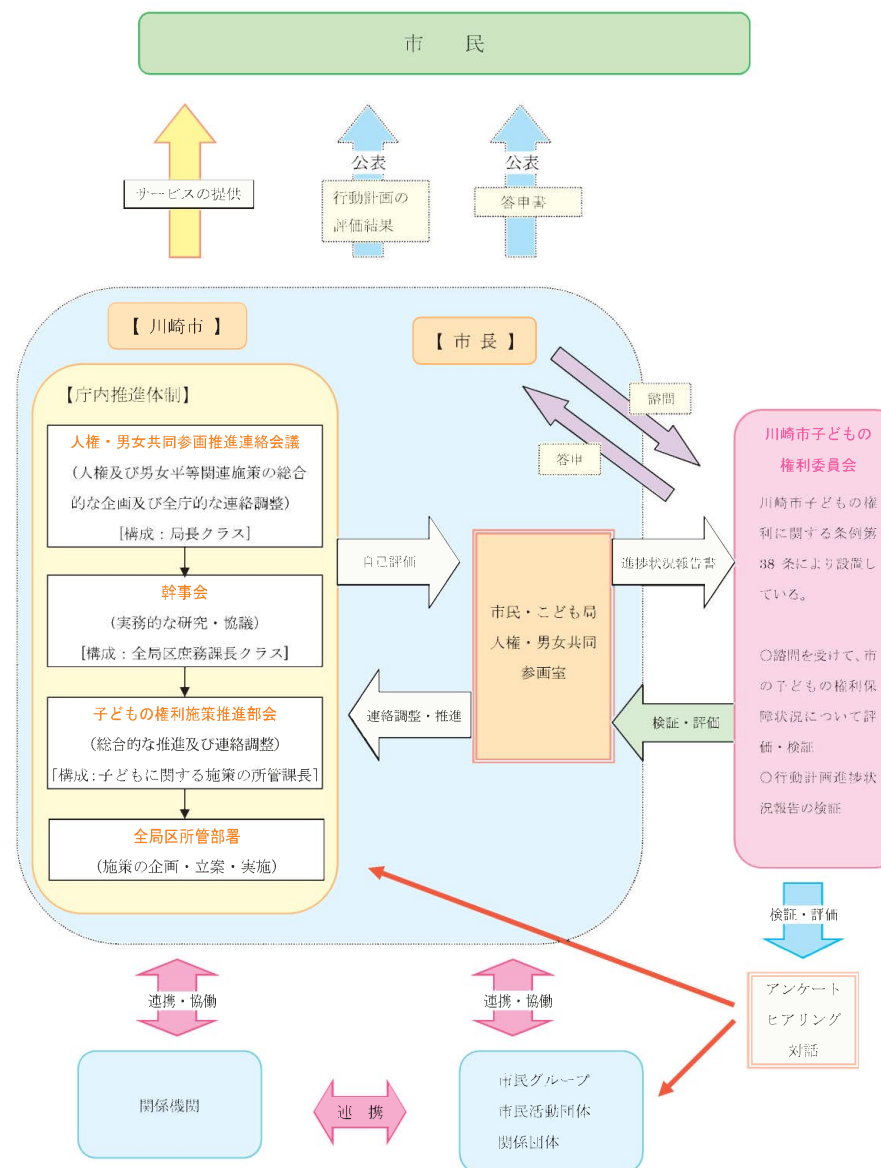 市 民
公表
公表
サービスの提供
行動計画の
評価結果
答申書
【 川崎市 】
【 市 長 】
【庁内推進体制】
人権・男女共同参画推進連絡会議
(人権及び男女平等関連施策の総合
的な企画及び全庁的な連絡調整)
[構成：局長クラス]
幹事会
(実務的な研究・協議)
[構成：全局区庶務課長クラス]
子どもの権利施策推進部会
(総合的な推進及び連絡調整)
[構成:子どもに関する施策の所管課長]
全局区所管部署
(施策の企画・立案・実施)
諮問
答申
自己評価
連絡調整・推進
市民・こども局
人権・男女共同
参画室
進捗状況報告書
検証・評価
川崎市子どもの
権利委員会
川崎市子どもの権
利に関する条例第
38 条により設置し
ている。
○諮問を受けて、市
の子どもの権利保
障状況について評
価・検証
○行動計画進捗状
況報告の検証
検証・評価
アンケート
ヒアリング
対話
連携・協働
連携・協働
関係機関
連 携
市民グループ
市民活動団体
関係団体